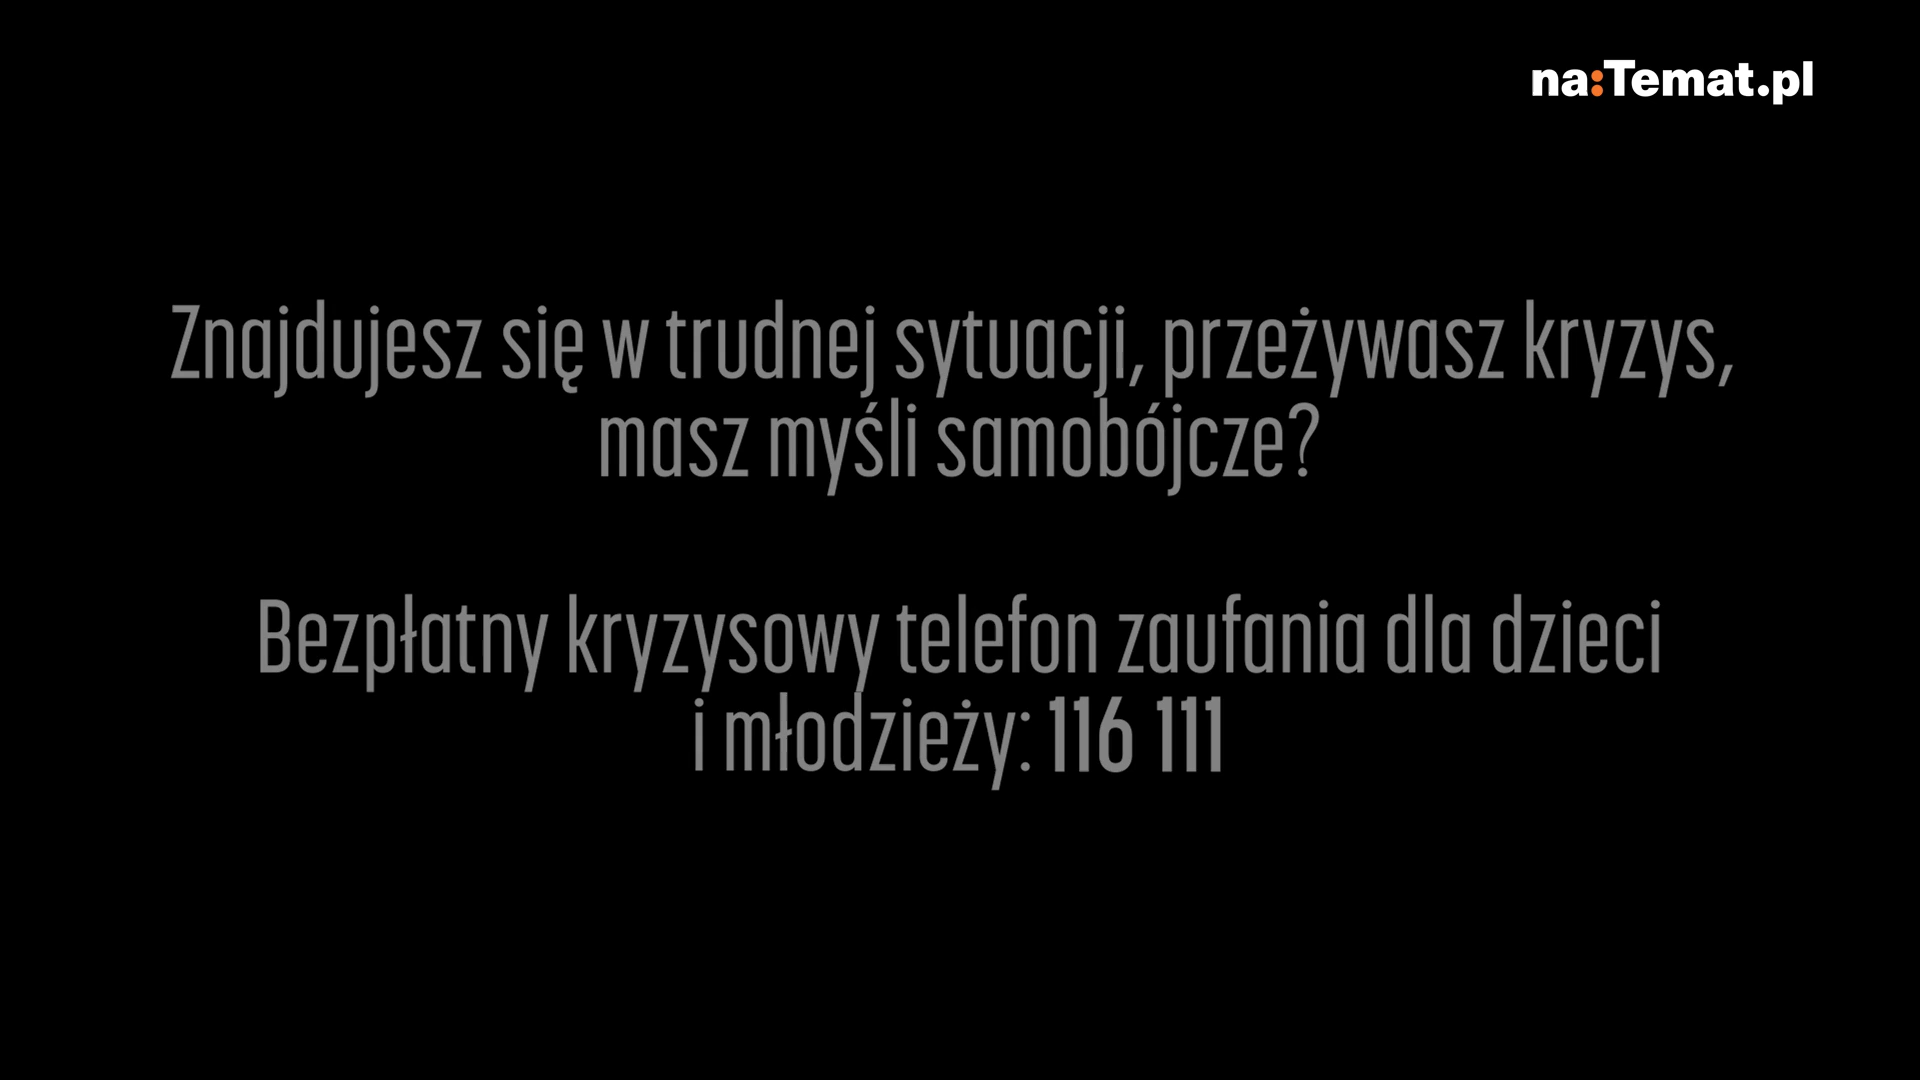 na:Temat.pl
Znajdujesz się w trudnej sytuacji, przeżywasz kryzys,
masz myśli samobójcze?
Bezpłatny kryzysowy telefon zaufania dla dzieci
i młodzieży: 116 111